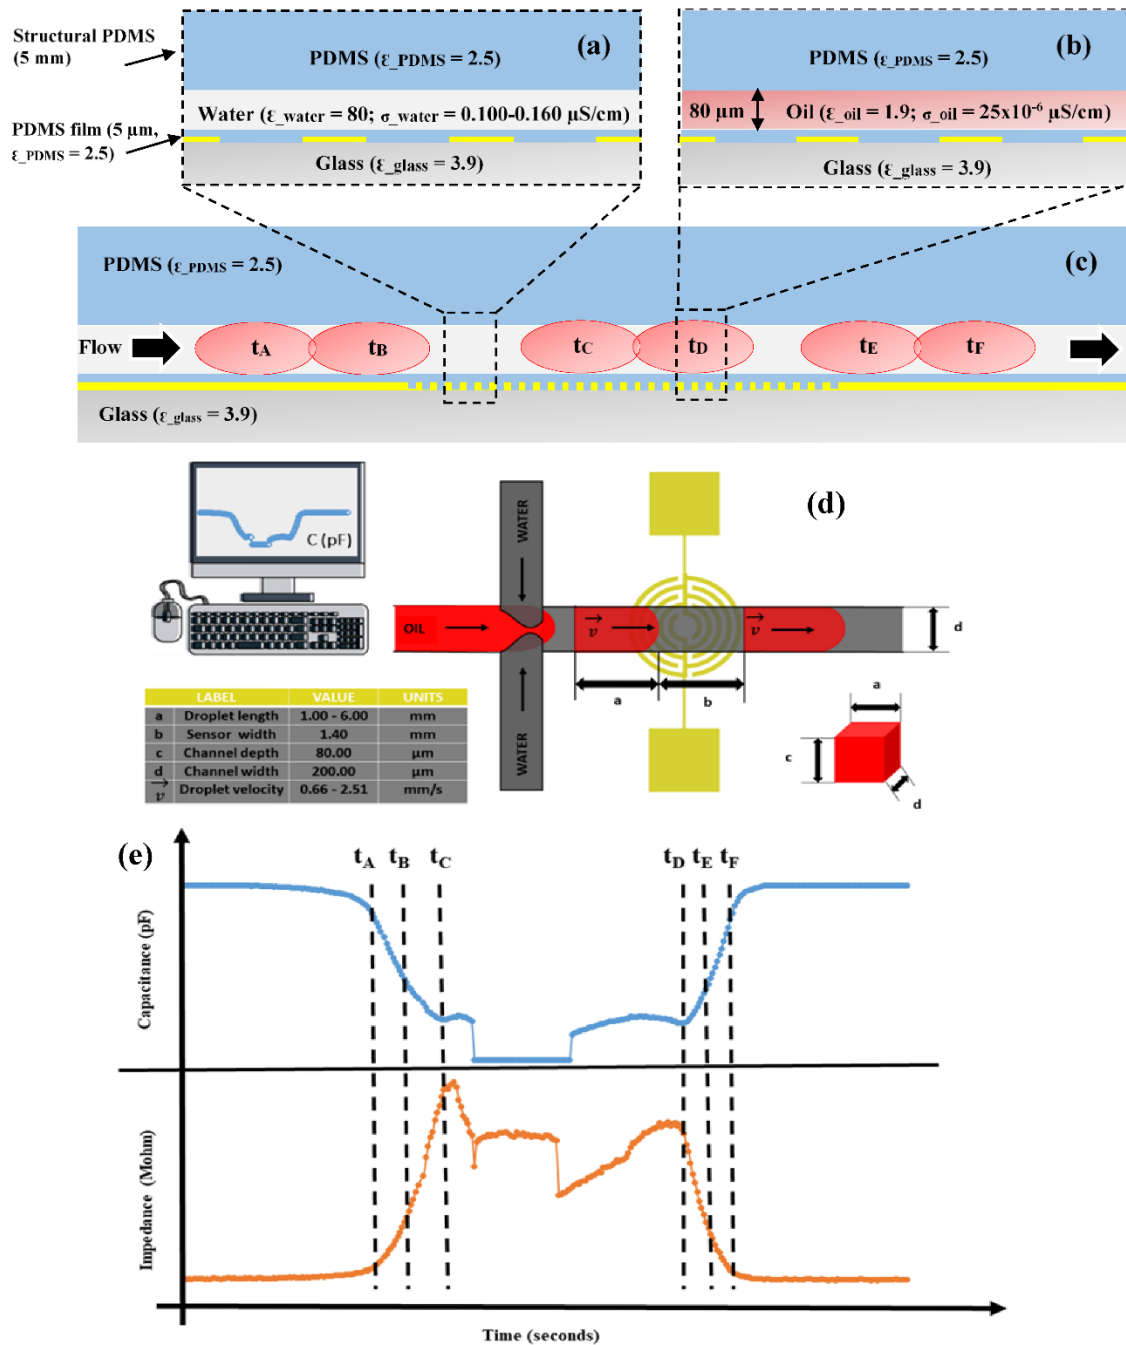 Structural PDMS
(5 mm)
(a)
PDMS (ε_PDMS = 2.5)
Water (ε_water = 80; σ_water = 0.100-0.160 µS/cm)
PDMS film (5 µm,
ε_PDMS = 2.5)
Glass (ε_glass = 3.9)
(b)
PDMS (ε_PDMS = 2.5)
80 µm
Oil (ε_oil = 1.9; σ_oil = 25x10⁻⁶ µS/cm)
Glass (ε_glass = 3.9)
PDMS (ε_PDMS = 2.5)
(c)
Flow
tA
tB
tC
tD
tE
tF
Glass (ε_glass = 3.9)
C (pF)
(d)
WATER
OIL
v
v
d
a
b
WATER
a
c
d
LABEL VALUE UNITS
a Droplet length 1.00 - 6.00 mm
b Sensor width 1.40 mm
c Channel depth 80.00 µm
d Channel width 200.00 µm
v Droplet velocity 0.66 - 2.51 mm/s
(e)
tA tB tC tD tE tF
Capacitance (pF)
Impedance (Mohm)
Time (seconds)